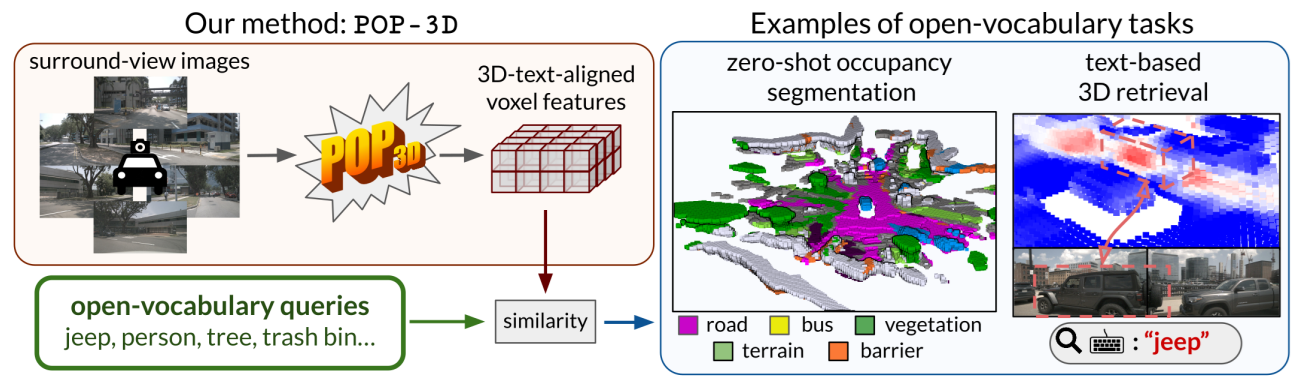 Our method: POP-3D
surround-view images
POP3D
3D-text-aligned
voxel features
open-vocabulary queries
jeep, person, tree, trash bin...
similarity
Examples of open-vocabulary tasks
zero-shot occupancy
segmentation
road
bus
vegetation
terrain
barrier
text-based
3D retrieval
: “jeep”